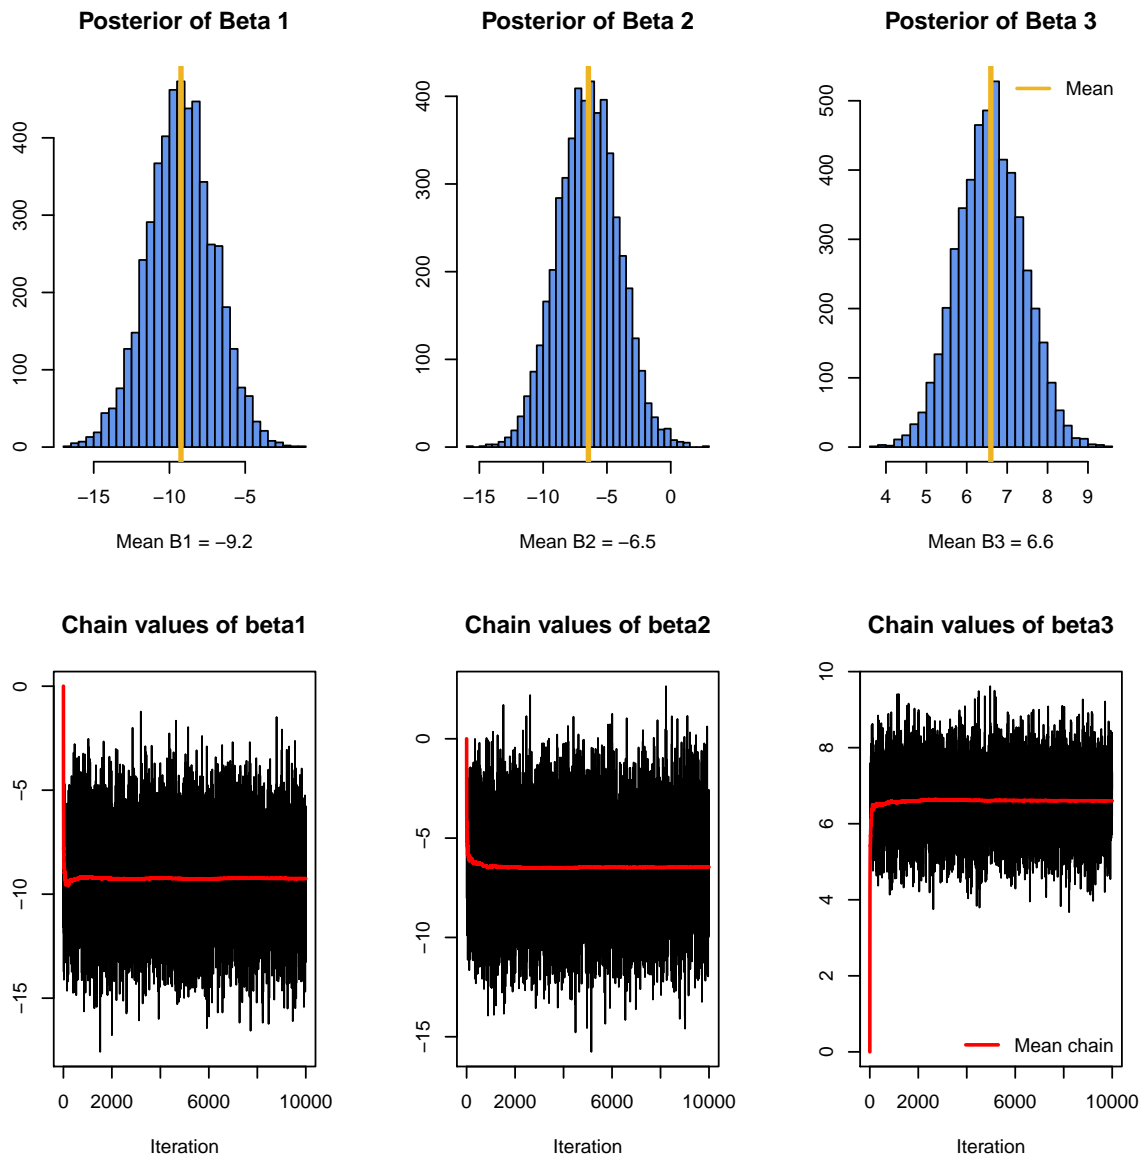 Posterior of Beta 1
0 100 200 300 400
−15 −10 −5
Mean B1 = −9.2
Posterior of Beta 2
0 100 200 300 400
−15 −10 −5 0
Mean B2 = −6.5
Posterior of Beta 3
Mean
0 100 200 300 400 500
4 5 6 7 8 9
Mean B3 = 6.6
Chain values of beta1
−15 −10 −5 0
0 2000 6000 10000
Iteration
Chain values of beta2
−15 −10 −5 0
0 2000 6000 10000
Iteration
Chain values of beta3
0 2 4 6 8 10
Mean chain
0 2000 6000 10000
Iteration